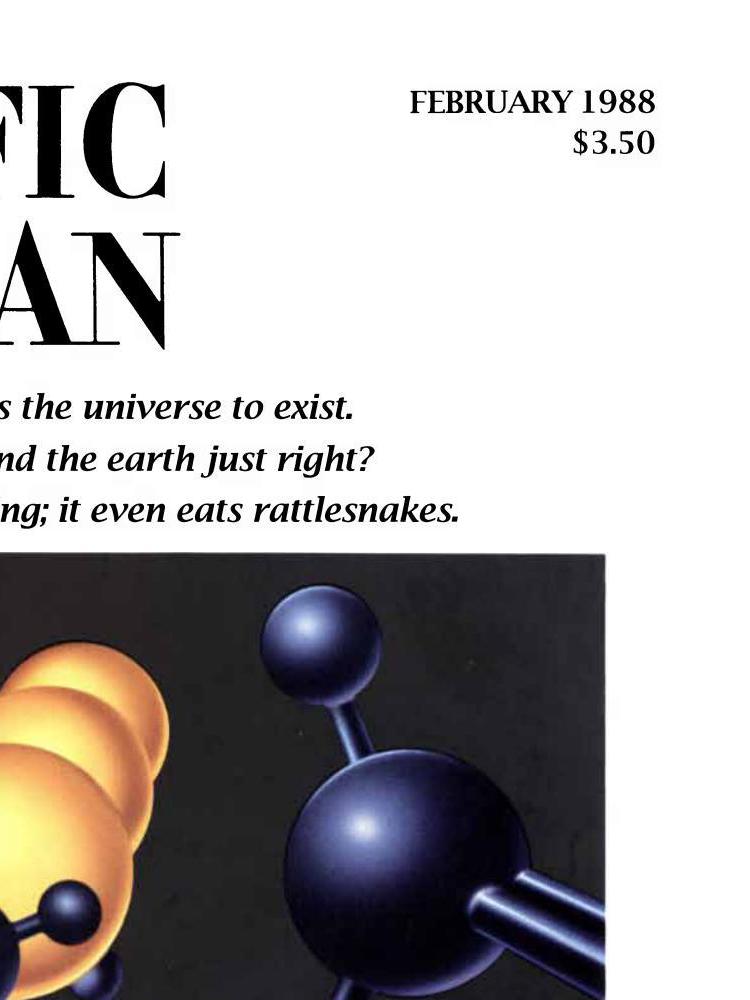 FIC
AN
FEBRUARY 1988
$3.50
s the universe to exist.
nd the earth just right?
ng; it even eats rattlesnakes.